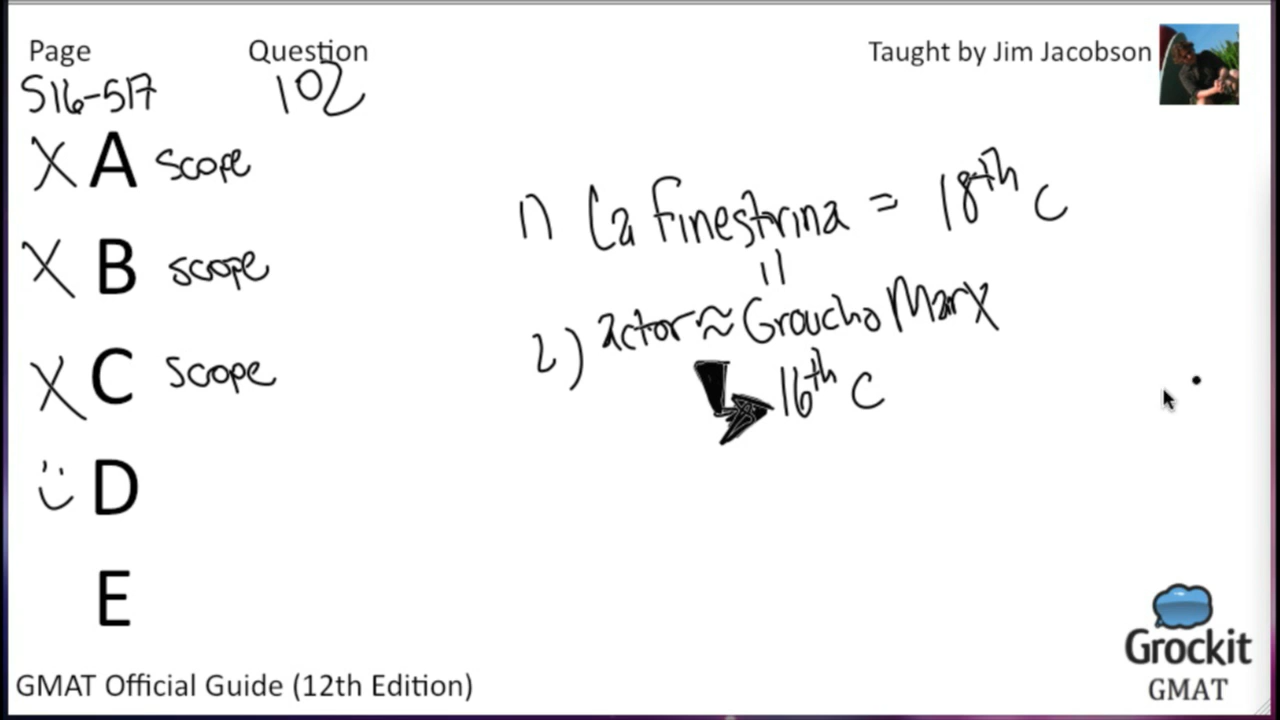 Page Question Taught by Jim Jacobson
516-517 102
X A scope
X B scope
X C scope
D
E
1) La Finestrina = 18th C
=
2) actor ≈ Groucho Marx
16th C
Grockit
GMAT
GMAT Official Guide (12th Edition)